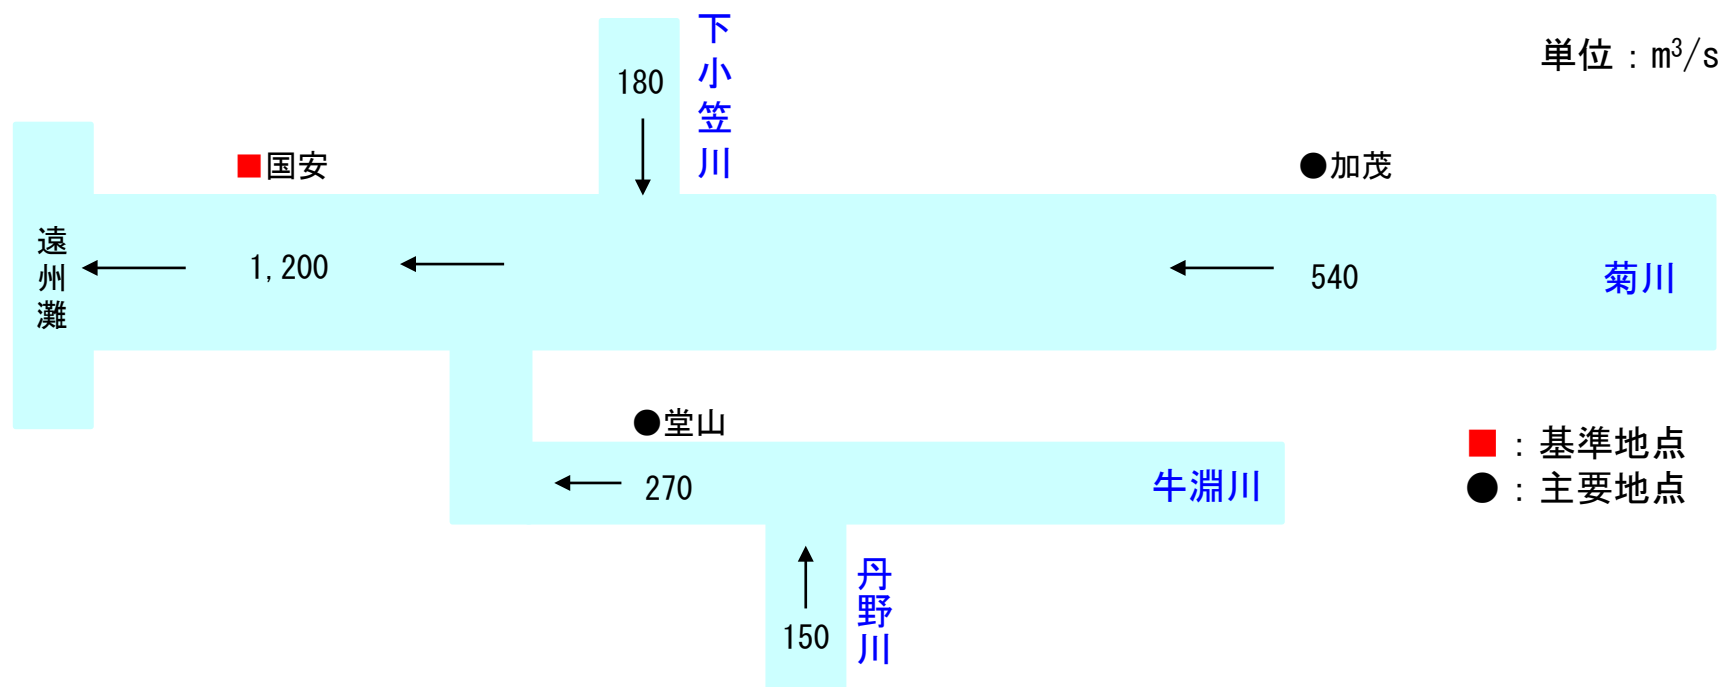 下小笠川
単位：m³/s
180
■国安
●加茂
遠州灘
1,200
540
菊川
●堂山
■：基準地点
270
牛淵川
●：主要地点
丹野川
150